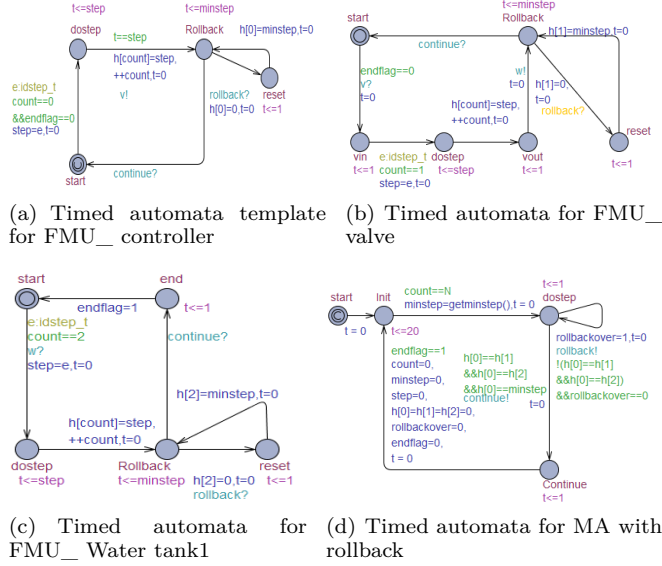 t<=step
t<=minstep
dostep
Rollback
h[0]=minstep,t=0
t==step
h[count]=step,
++count,t=0
v!
reset
t<=1
rollback?
h[0]=0,t=0
e:idstep_t
count==0
&&endflag==0
step=e,t=0
start
continue?
(a) Timed automata template
for FMU_ controller
t<=minstep
Rollback
h[1]=minstep,t=0
start
continue?
endflag==0
v?
t=0
w!
t=0
h[count]=step,
++count,t=0
h[1]=0,
t=0
rollback?
reset
t<=1
vin
t<=1
e:idstep_t
count==1
step=e,t=0
dostep
t<=step
vout
t<=1
(b) Timed automata for FMU_
valve
start
end
endflag=1
t<=1
e:idstep_t
count==2
w?
step=e,t=0
continue?
h[2]=minstep,t=0
h[count]=step,
++count,t=0
dostep
t<=step
Rollback
t<=minstep
h[2]=0,t=0
rollback?
reset
t<=1
(c) Timed automata for
FMU_ Water tank1
start
t = 0
Init
t<=20
count==N
minstep=getminstep(),t = 0
t<=1
dostep
rollbackover=1,t=0
rollback!
!(h[0]==h[1]
&&h[0]==h[2])
&&rollbackover==0
endflag==1
count=0,
minstep=0,
step=0,
h[0]=h[1]=h[2]=0,
rollbackover=0,
endflag=0,
t = 0
h[0]==h[1]
&&h[0]==h[2]
&&h[0]==minstep
continue!
t=0
Continue
t<=1
(d) Timed automata for MA with
rollback